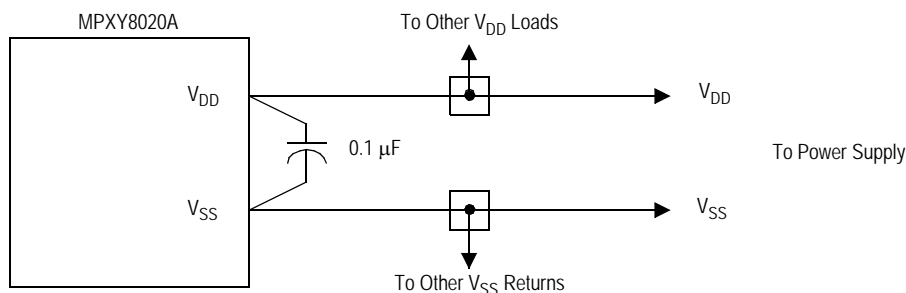 MPXY8020A
To Other V_DD Loads
V_DD
V_DD
0.1 μF
To Power Supply
V_SS
V_SS
To Other V_SS Returns